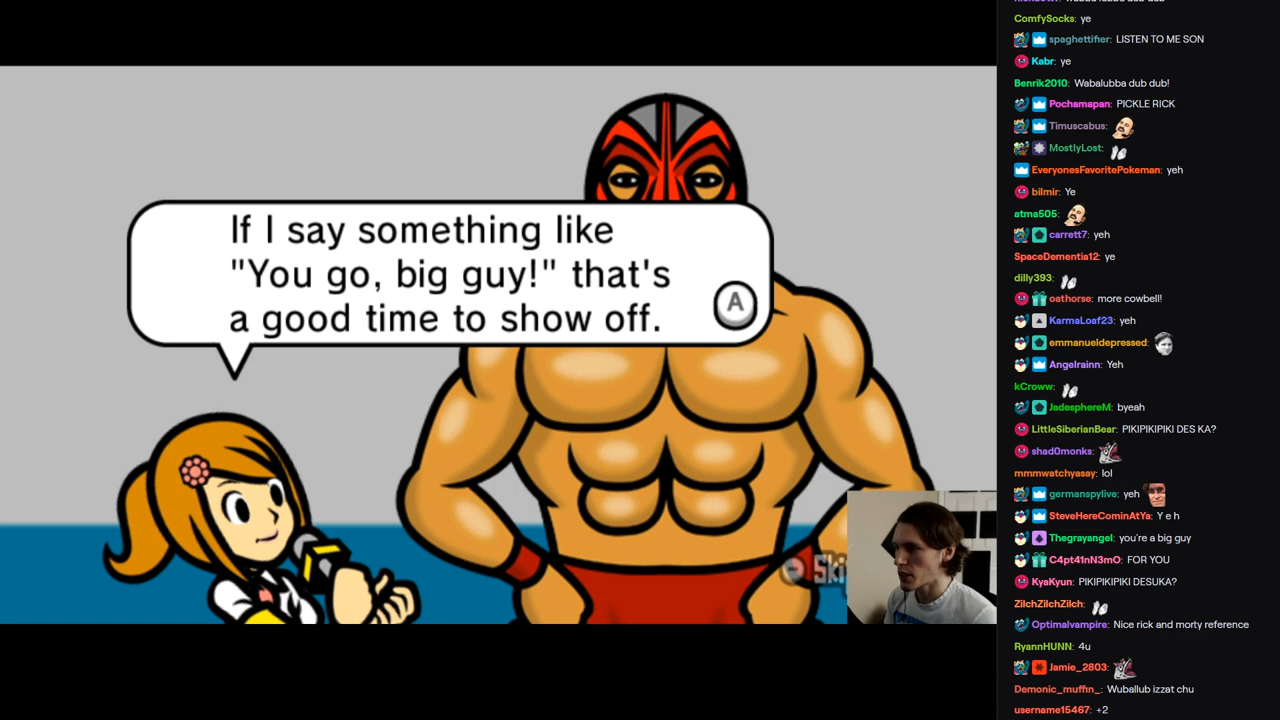 If I say something like
"You go, big guy!" that's
a good time to show off.
A
Ski
ComfySocks: ye
spaghettifier: LISTEN TO ME SON
Kabr: ye
Benrik2010: Wabalubba dub dub!
Pochamapan: PICKLE RICK
Timuscabus:
MostlyLost:
EveryonesFavoritePokeman: yeh
bilmir: Ye
atma505:
carrett7: yeh
SpaceDementia12: ye
dilly393:
oathorse: more cowbell!
KarmaLoaf23: yeh
emmanueldepressed:
Angelrainn: Yeh
kCroww:
JadesphereM: byeah
LittleSiberianBear: PIKIPIKIPIKI DES KA?
shad0monks:
mmmwatchyasay: lol
germanspylive: yeh
SteveHereCominAtYa: Y e h
Thegrayangel: you're a big guy
C4pt41nN3mO: FOR YOU
KyaKyun: PIKIPIKIPIKI DESUKA?
ZilchZilchZilch:
Optimalvampire: Nice rick and morty reference
RyannHUNN: 4u
Jamie_2803:
Demonic_muffin_: Wuballub izzat chu
username15467: +2